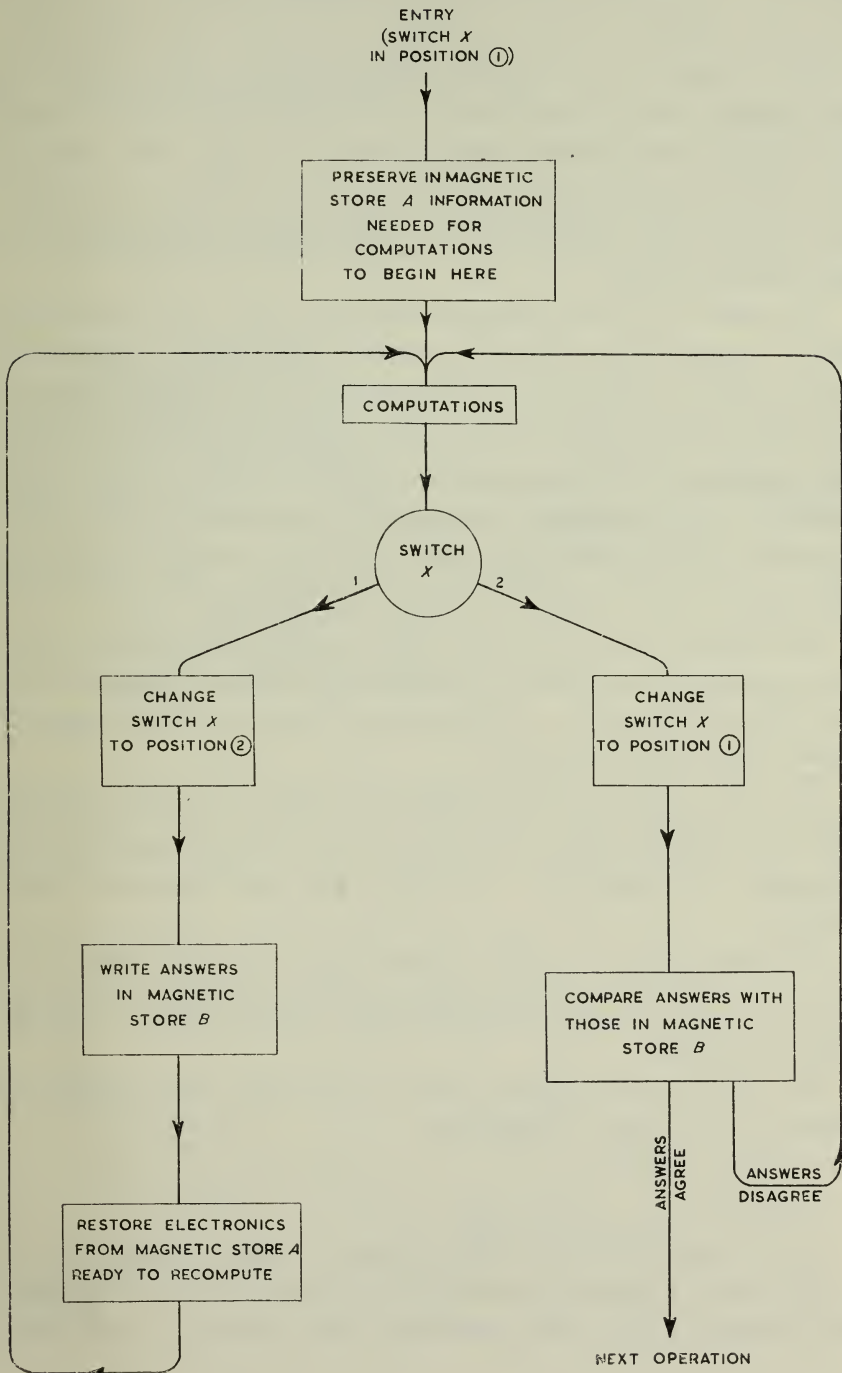 ENTRY
(SWITCH X
IN POSITION ①)
PRESERVE IN MAGNETIC
STORE A INFORMATION
NEEDED FOR
COMPUTATIONS
TO BEGIN HERE
COMPUTATIONS
SWITCH
X
1
2
CHANGE
SWITCH X
TO POSITION ②
CHANGE
SWITCH X
TO POSITION ①
WRITE ANSWERS
IN MAGNETIC
STORE B
COMPARE ANSWERS WITH
THOSE IN MAGNETIC
STORE B
ANSWERS
AGREE
ANSWERS
DISAGREE
RESTORE ELECTRONICS
FROM MAGNETIC STORE A
READY TO RECOMPUTE
NEXT OPERATION